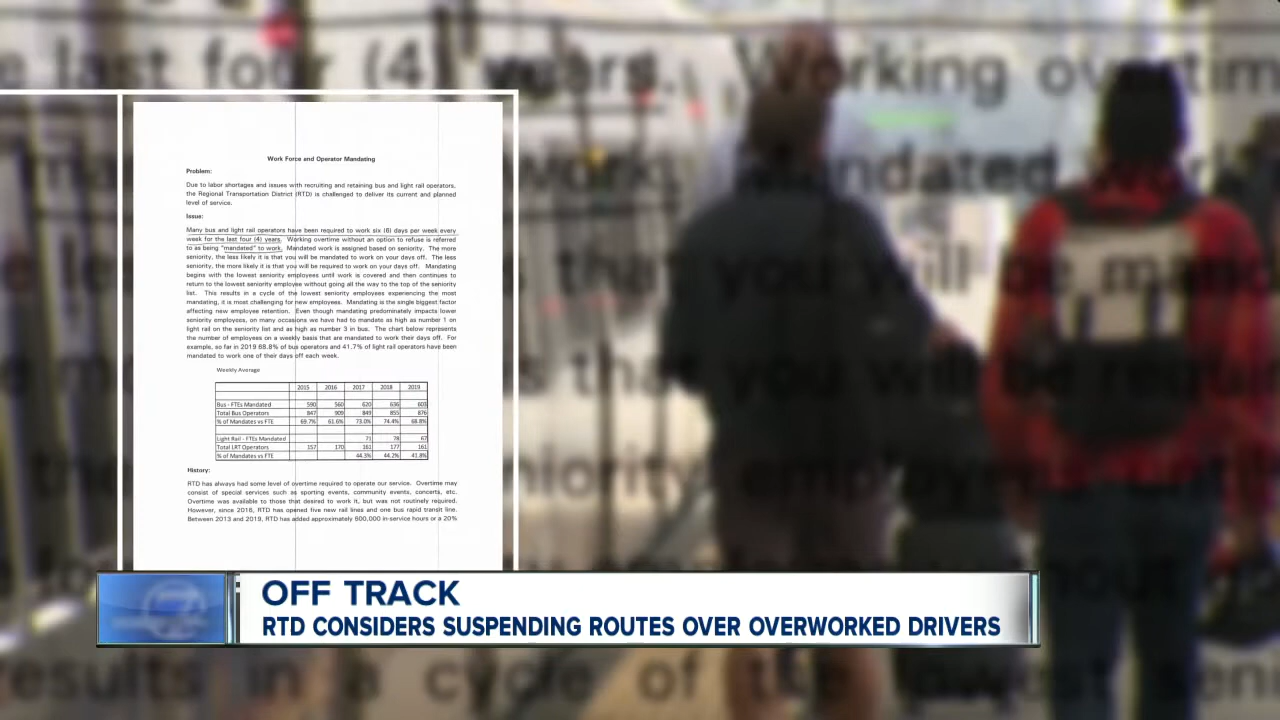 e last four (4) years. Working overtim
Work Force and Operator Mandating
Problem:
Due to labor shortages and issues with recruiting and retaining bus and light rail operators,
the Regional Transportation District (RTD) is challenged to deliver its current and planned
level of service.
Issue:
Many bus and light rail operators have been required to work six (6) days per week every
week for the last four (4) years. Working overtime without an option to refuse is referred
to as being "mandated" to work. Mandated work is assigned based on seniority. The more
seniority, the less likely it is that you will be mandated to work on your days off. The less
seniority, the more likely it is that you will be required to work on your days off. Mandating
begins with the lowest seniority employees until work is covered and then continues to
return to the lowest seniority employee without going all the way to the top of the seniority
list. This results in a cycle of the lowest seniority employees experiencing the most
mandating, it is most challenging for new employees. Mandating is the single biggest factor
affecting new employee retention. Even though mandating predominately impacts lower
seniority employees, on many occasions we have had to mandate as high as number 1 on
light rail on the seniority list and as high as number 3 in bus. The chart below represents
the number of employees on a weekly basis that are mandated to work their days off. For
example, so far in 2019 68.8% of bus operators and 41.7% of light rail operators have been
mandated to work one of their days off each week.
Weekly Average
2015 2016 2017 2018 2019
Bus - FTEs Mandated 590 560 620 636 603
Total Bus Operators 847 909 849 855 876
% of Mandates vs FTE 69.7% 61.6% 73.0% 74.4% 68.8%
Light Rail - FTEs Mandated 71 78 67
Total LRT Operators 157 170 161 177 161
% of Mandates vs FTE 44.3% 44.2% 41.8%
History:
RTD has always had some level of overtime required to operate our service. Overtime may
consist of special services such as sporting events, community events, concerts, etc.
Overtime was available to those that desired to work it, but was not routinely required.
However, since 2016, RTD has opened five new rail lines and one bus rapid transit line.
Between 2013 and 2019, RTD has added approximately 600,000 in-service hours or a 20%
7
OFF TRACK
RTD CONSIDERS SUSPENDING ROUTES OVER OVERWORKED DRIVERS
results in a cycle of the lowest seni